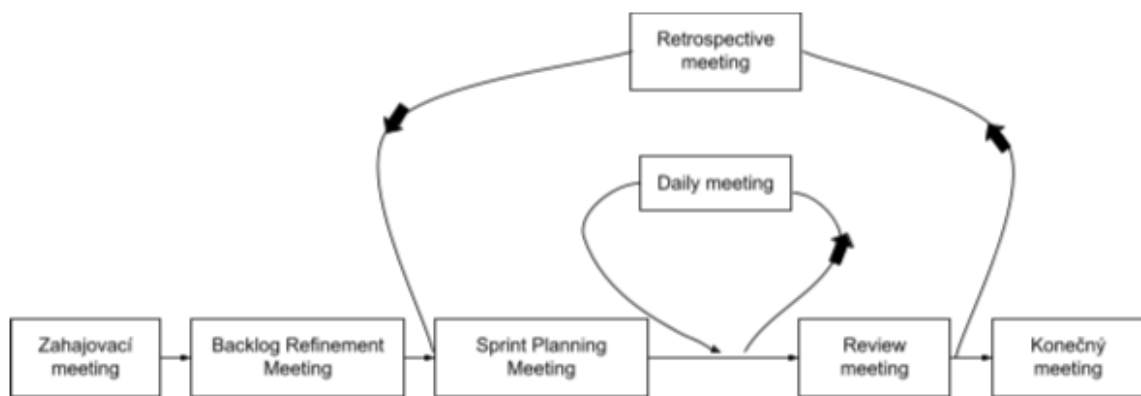 Retrospective
meeting
Daily meeting
Zahajovací
meeting
Backlog Refinement
Meeting
Sprint Planning
Meeting
Review
meeting
Konečný
meeting